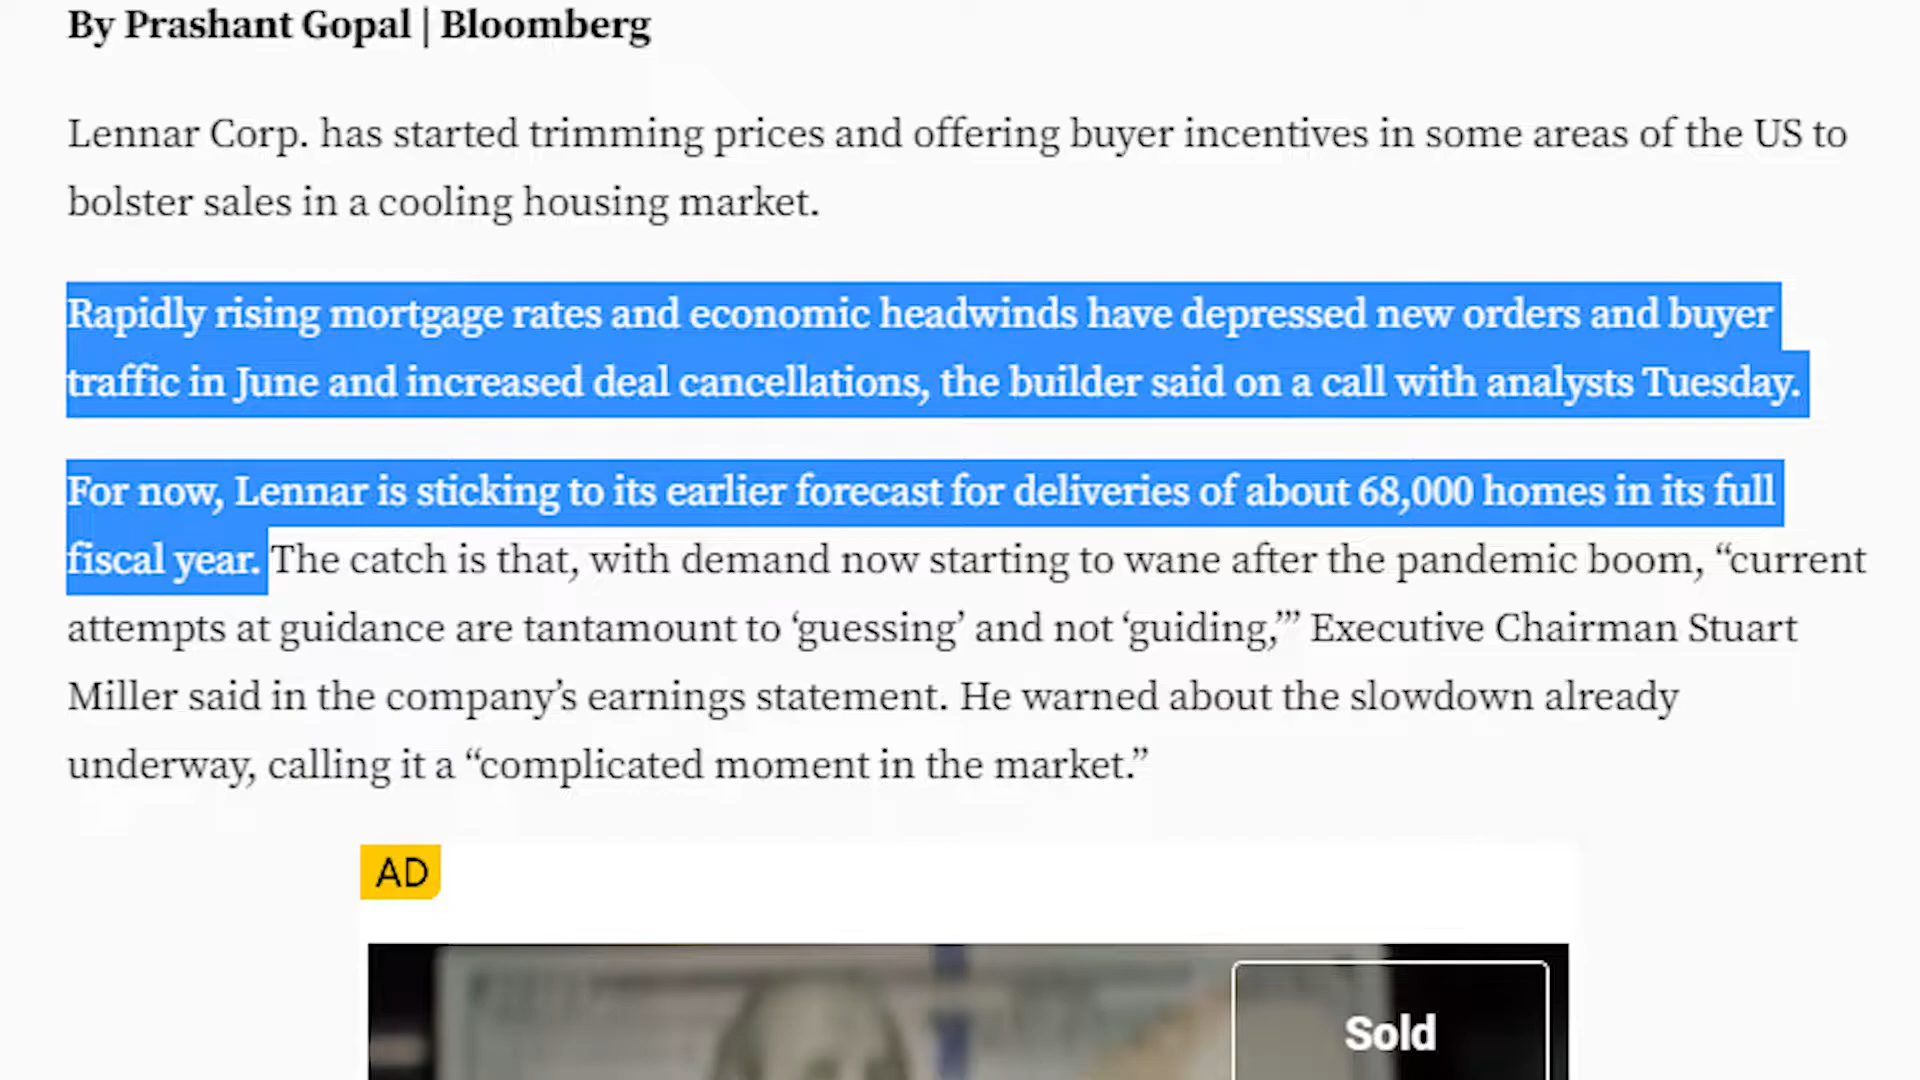 By Prashant Gopal | Bloomberg
Lennar Corp. has started trimming prices and offering buyer incentives in some areas of the US to
bolster sales in a cooling housing market.
Rapidly rising mortgage rates and economic headwinds have depressed new orders and buyer
traffic in June and increased deal cancellations, the builder said on a call with analysts Tuesday.
For now, Lennar is sticking to its earlier forecast for deliveries of about 68,000 homes in its full
fiscal year. The catch is that, with demand now starting to wane after the pandemic boom, “current
attempts at guidance are tantamount to ‘guessing’ and not ‘guiding,’” Executive Chairman Stuart
Miller said in the company’s earnings statement. He warned about the slowdown already
underway, calling it a “complicated moment in the market.”
AD
Sold